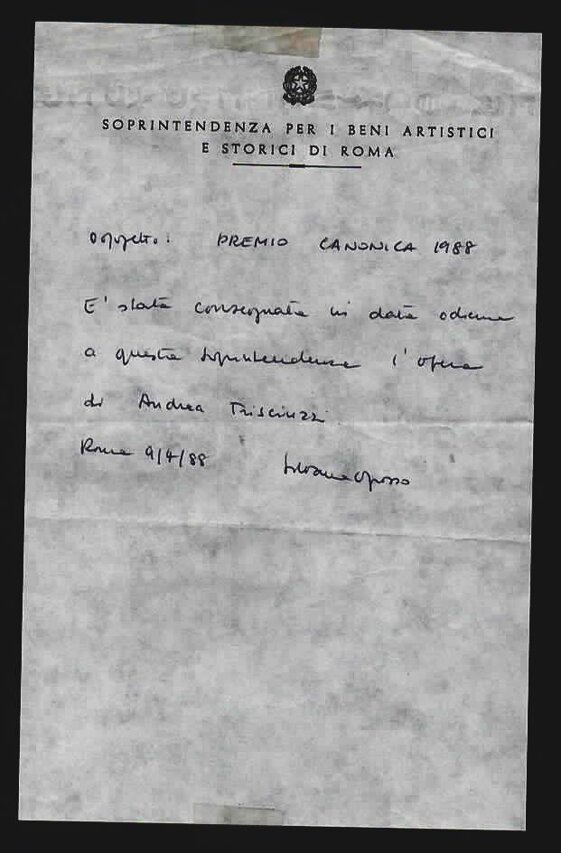 SOPRINTENDENZA PER I BENI ARTISTICI
E STORICI DI ROMA
oggetto: PREMIO CANONICA 1988
E' stata consegnata in data odierna
a questa Soprintendenza l'opera
di Andrea Trisciuzzi
Roma 9/4/88